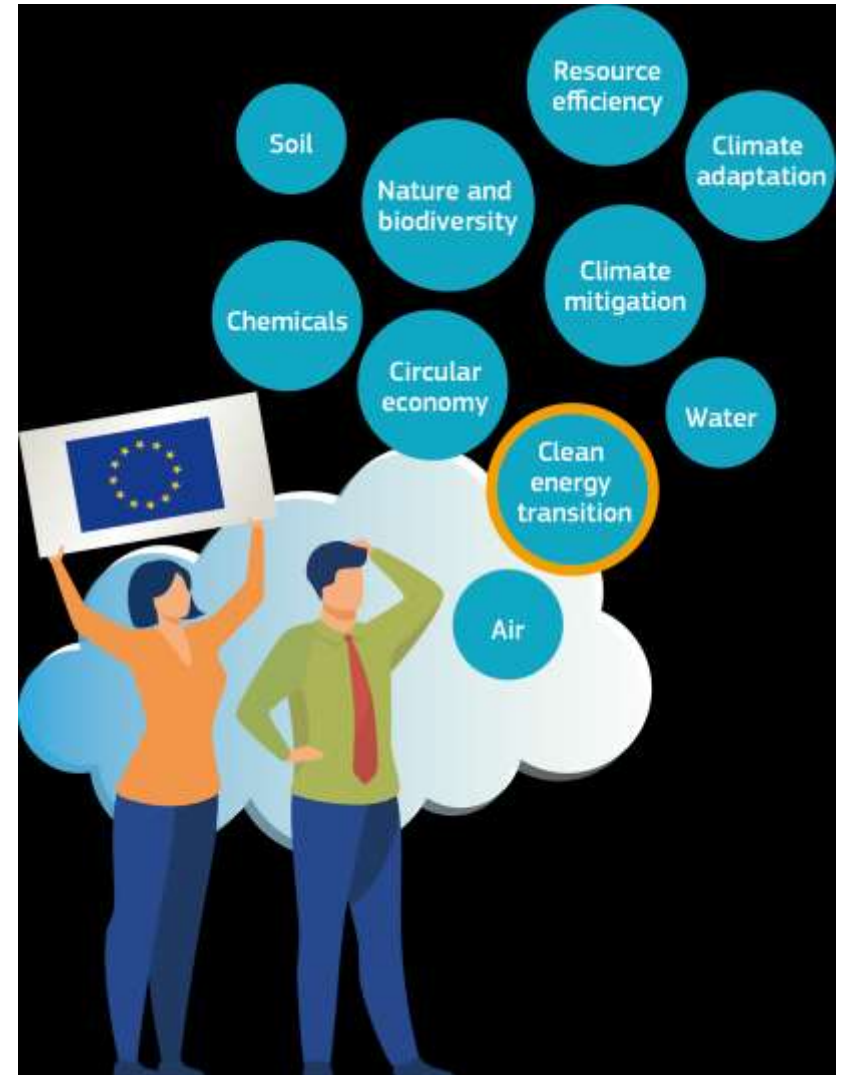 Resource
efficiency
Soil
Climate
adaptation
Nature and
biodiversity
Climate
mitigation
Chemicals
Circular
economy
Water
Clean
energy
transition
Air